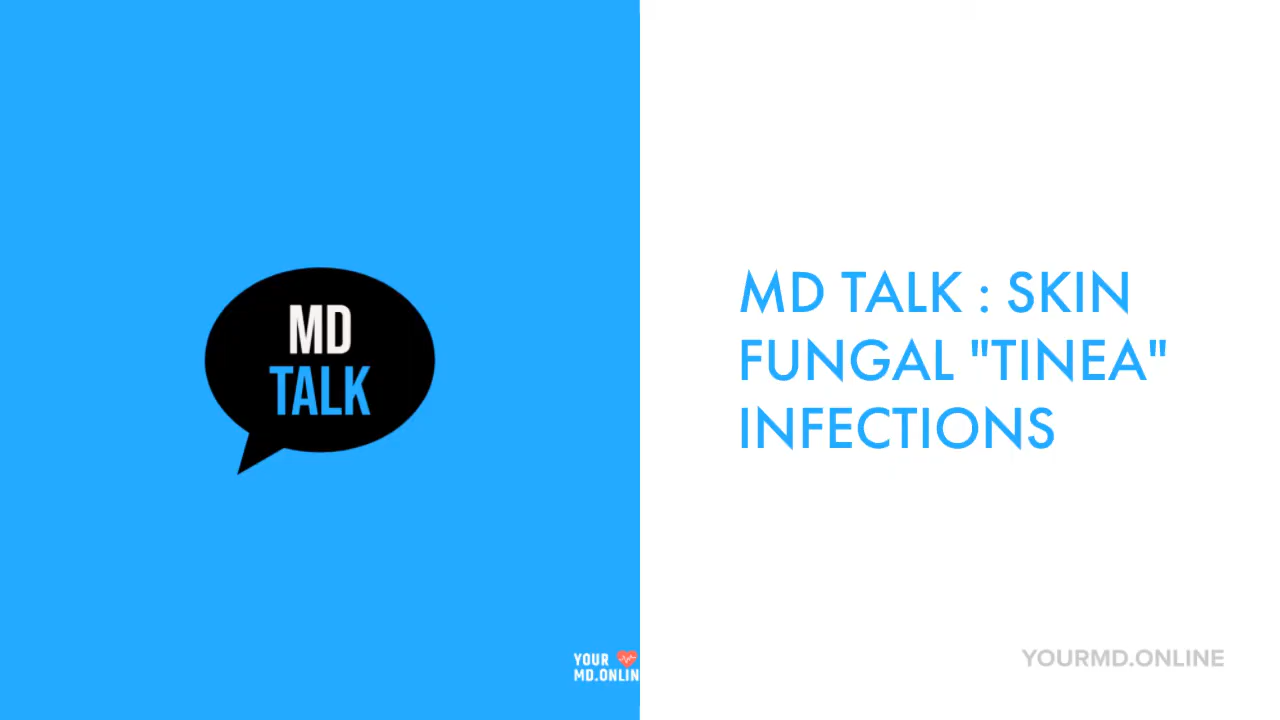 MD
TALK
MD TALK : SKIN
FUNGAL "TINEA"
INFECTIONS
YOUR
MD.ONLIN
YOURMD.ONLINE